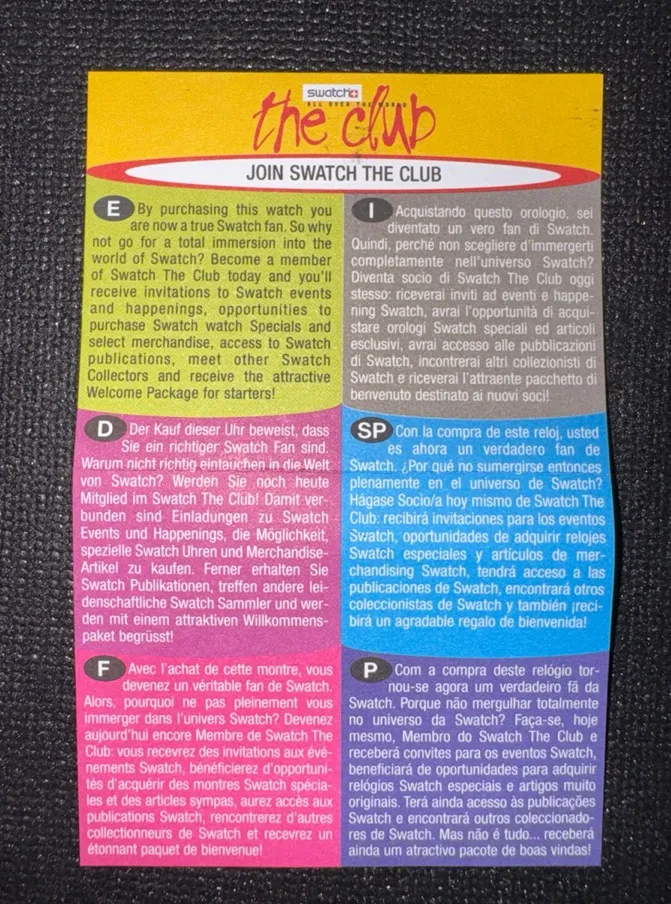 swatch
ALL OVER THE WORLD
the club
JOIN SWATCH THE CLUB
E By purchasing this watch you
are now a true Swatch fan. So why
not go for a total immersion into the
world of Swatch? Become a member
of Swatch The Club today and you'll
receive invitations to Swatch events
and happenings, opportunities to
purchase Swatch watch Specials and
select merchandise, access to Swatch
publications, meet other Swatch
Collectors and receive the attractive
Welcome Package for starters!
I Acquistando questo orologio, sei
diventato un vero fan di Swatch.
Quindi, perché non scegliere d'immergerti
completamente nell'universo Swatch?
Diventa socio di Swatch The Club oggi
stesso: riceverai inviti ad eventi e happe-
ning Swatch, avrai l'opportunità di acqui-
stare orologi Swatch speciali ed articoli
esclusivi, avrai accesso alle pubblicazioni
di Swatch, incontrerai altri collezionisti di
Swatch e riceverai l'attraente pacchetto di
benvenuto destinato ai nuovi soci!
D Der Kauf dieser Uhr beweist, dass
Sie ein richtiger Swatch Fan sind.
Warum nicht richtig eintauchen in die Welt
von Swatch? Werden Sie noch heute
Mitglied im Swatch The Club! Damit ver-
bunden sind Einladungen zu Swatch
Events und Happenings, die Möglichkeit,
spezielle Swatch Uhren und Merchandise-
Artikel zu kaufen. Ferner erhalten Sie
Swatch Publikationen, treffen andere lei-
denschaftliche Swatch Sammler und wer-
den mit einem attraktiven Willkommens-
paket begrüsst!
SP Con la compra de este reloj, usted
es ahora un verdadero fan de
Swatch. ¿Por qué no sumergirse entonces
plenamente en el universo de Swatch?
Hágase Socio/a hoy mismo de Swatch The
Club: recibirá invitaciones para los eventos
Swatch, oportunidades de adquirir relojes
Swatch especiales y artículos de mer-
chandising Swatch, tendrá acceso a las
publicaciones de Swatch, encontrará otros
coleccionistas de Swatch y también ¡reci-
birá un agradable regalo de bienvenida!
F Avec l'achat de cette montre, vous
devenez un véritable fan de Swatch.
Alors, pourquoi ne pas pleinement vous
immerger dans l'univers Swatch? Devenez
aujourd'hui encore Membre de Swatch The
Club: vous recevrez des invitations aux évé-
nements Swatch, bénéficierez d'opportuni-
tés d'acquérir des montres Swatch spécia-
les et des articles sympas, aurez accès aux
publications Swatch, rencontrerez d'autres
collectionneurs de Swatch et recevrez un
étonnant paquet de bienvenue!
P Com a compra deste relógio tor-
nou-se agora um verdadeiro fã da
Swatch. Porque não mergulhar totalmente
no universo da Swatch? Faça-se, hoje
mesmo, Membro do Swatch The Club e
receberá convites para os eventos Swatch,
beneficiará de oportunidades para adquirir
relógios Swatch especiais e artigos muito
originais. Terá ainda acesso às publicações
Swatch e encontrará outros coleccionado-
res de Swatch. Mas não é tudo... receberá
ainda um atractivo pacote de boas vindas!